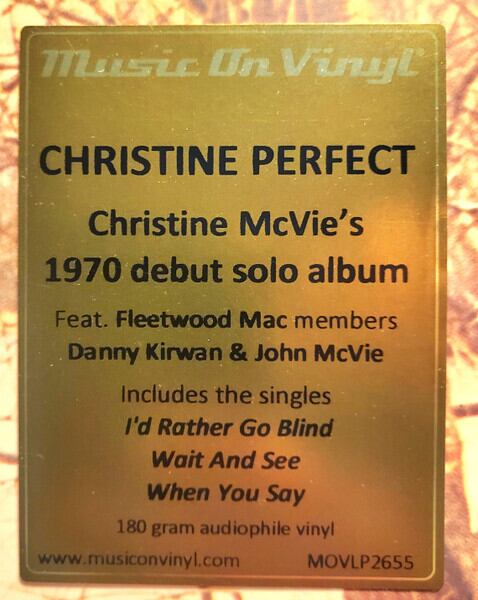 Music On Vinyl
CHRISTINE PERFECT
Christine McVie's
1970 debut solo album
Feat. Fleetwood Mac members
Danny Kirwan & John McVie
Includes the singles
I'd Rather Go Blind
Wait And See
When You Say
180 gram audiophile vinyl
www.musiconvinyl.com MOVLP2655